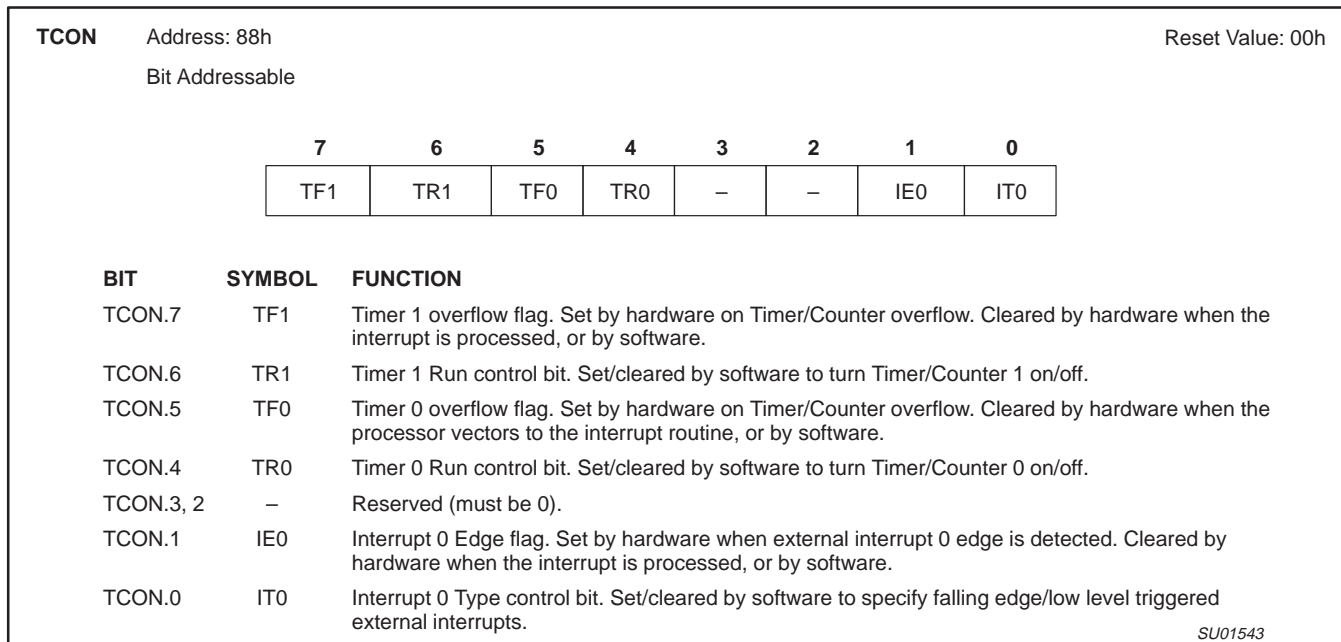 TCON Address: 88h Reset Value: 00h
Bit Addressable
7 6 5 4 3 2 1 0
TF1 TR1 TF0 TR0 – – IE0 IT0
BIT SYMBOL FUNCTION
TCON.7 TF1 Timer 1 overflow flag. Set by hardware on Timer/Counter overflow. Cleared by hardware when the
interrupt is processed, or by software.
TCON.6 TR1 Timer 1 Run control bit. Set/cleared by software to turn Timer/Counter 1 on/off.
TCON.5 TF0 Timer 0 overflow flag. Set by hardware on Timer/Counter overflow. Cleared by hardware when the
processor vectors to the interrupt routine, or by software.
TCON.4 TR0 Timer 0 Run control bit. Set/cleared by software to turn Timer/Counter 0 on/off.
TCON.3, 2 – Reserved (must be 0).
TCON.1 IE0 Interrupt 0 Edge flag. Set by hardware when external interrupt 0 edge is detected. Cleared by
hardware when the interrupt is processed, or by software.
TCON.0 IT0 Interrupt 0 Type control bit. Set/cleared by software to specify falling edge/low level triggered
external interrupts.
SU01543